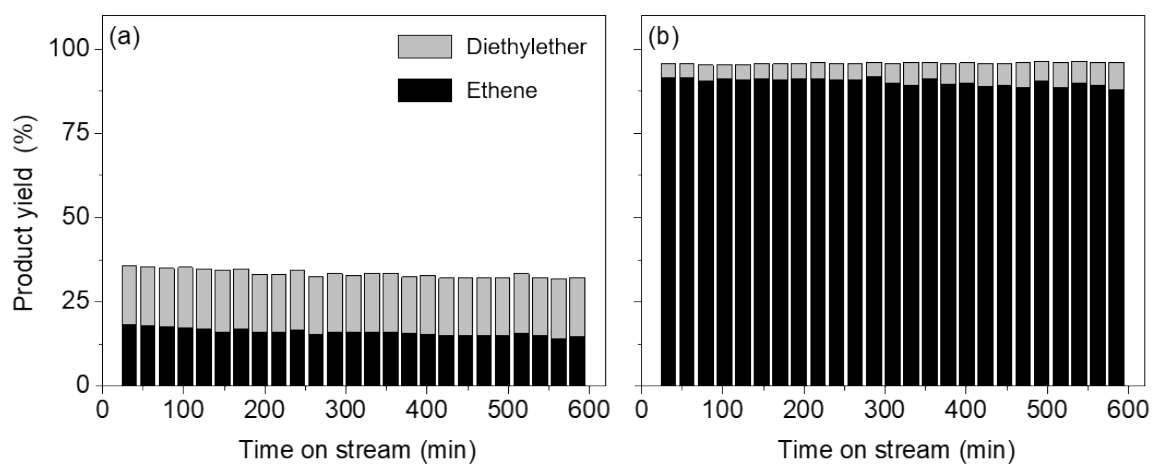 (a)
Diethylether
Ethene
Product yield (%)
100
75
50
25
0
0 100 200 300 400 500 600
Time on stream (min)
(b)
0 100 200 300 400 500 600
Time on stream (min)